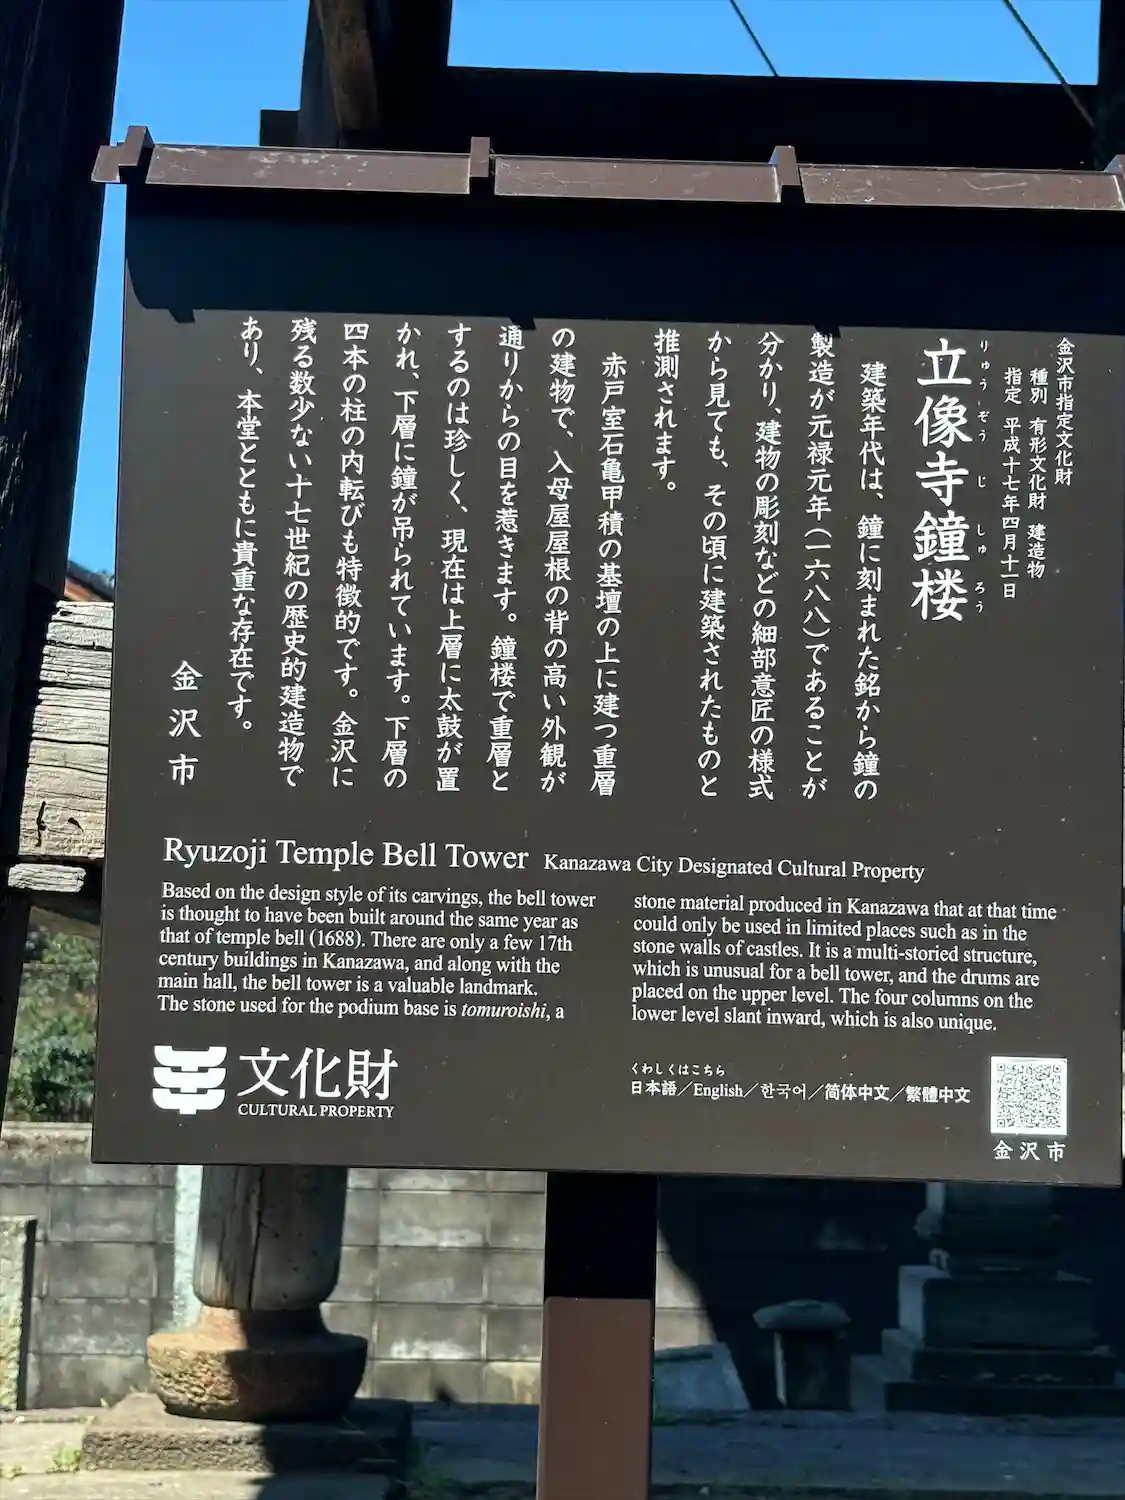 金沢市指定文化財
種別 有形文化財 建造物
指定 平成十七年四月十一日
りゅう ぞう じ しゅ ろう
立像寺鐘楼
建築年代は、鐘に刻まれた銘から鐘の
製造が元禄元年（一六八八）であることが
分かり、建物の彫刻などの細部意匠の様式
から見ても、その頃に建築されたものと
推測されます。
赤戸室石亀甲積の基壇の上に建つ重層
の建物で、入母屋屋根の背の高い外観が
通りからの目を惹きます。鐘楼で重層と
するのは珍しく、現在は上層に太鼓が置
かれ、下層に鐘が吊られています。下層の
四本の柱の内転びも特徴的です。金沢に
残る数少ない十七世紀の歴史的建造物で
あり、本堂とともに貴重な存在です。
金沢市
Ryuzoji Temple Bell Tower Kanazawa City Designated Cultural Property
Based on the design style of its carvings, the bell tower
is thought to have been built around the same year as
that of temple bell (1688). There are only a few 17th
century buildings in Kanazawa, and along with the
main hall, the bell tower is a valuable landmark.
The stone used for the podium base is tomuroishi, a
stone material produced in Kanazawa that at that time
could only be used in limited places such as in the
stone walls of castles. It is a multi-storied structure,
which is unusual for a bell tower, and the drums are
placed on the upper level. The four columns on the
lower level slant inward, which is also unique.
文化財
CULTURAL PROPERTY
くわしくはこちら
日本語／English／한국어／简体中文／繁體中文
金沢市